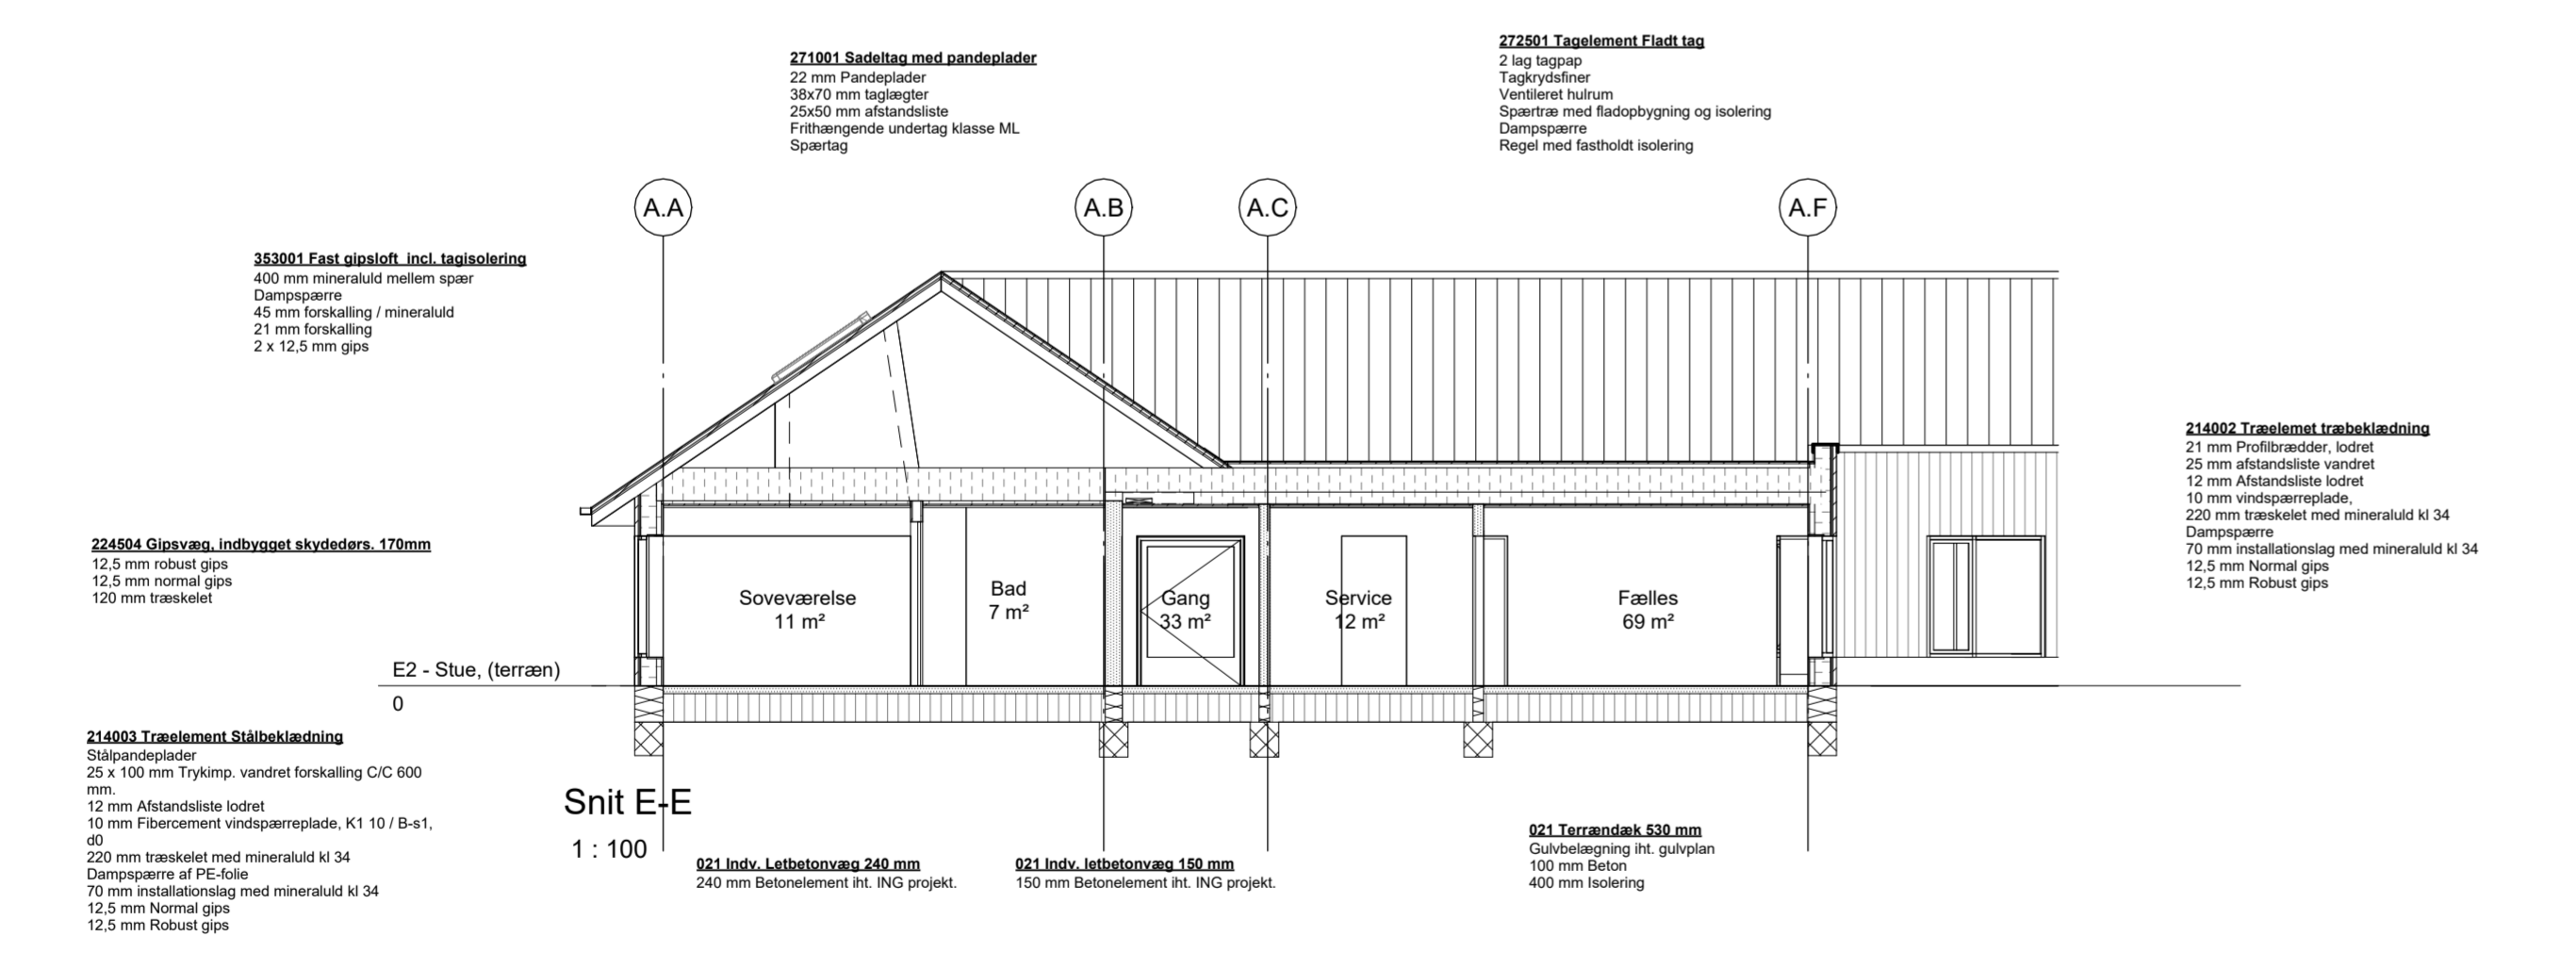 271001 Sadeltag med pandeplader
22 mm Pandeplader
38x70 mm taglægter
25x50 mm afstandsliste
Frithængende undertag klasse ML
Spærtag
272501 Tagelement Fladt tag
2 lag tagpap
Tagkrydsfiner
Ventileret hulrum
Spærtræ med fladopbygning og isolering
Dampspærre
Regel med fastholdt isolering
A.A
A.B
A.C
A.F
353001 Fast gipsloft  incl. tagisolering
400 mm mineraluld mellem spær
Dampspærre
45 mm forskalling / mineraluld
21 mm forskalling
2 x 12,5 mm gips
214002 Træelemet træbeklædning
21 mm Profilbrædder, lodret
25 mm afstandsliste vandret
12 mm Afstandsliste lodret
10 mm vindspærreplade,
220 mm træskelet med mineraluld kl 34
Dampspærre
70 mm installationslag med mineraluld kl 34
12,5 mm Normal gips
12,5 mm Robust gips
224504 Gipsvæg, indbygget skydedørs. 170mm
12,5 mm robust gips
12,5 mm normal gips
120 mm træskelet
Soveværelse
11 m²
Bad
7 m²
Gang
33 m²
Service
12 m²
Fælles
69 m²
E2 - Stue, (terræn)
0
214003 Træelement Stålbeklædning
Stålpandeplader
25 x 100 mm Trykimp. vandret forskalling C/C 600
mm.
12 mm Afstandsliste lodret
10 mm Fibercement vindspærreplade, K1 10 / B-s1,
d0
220 mm træskelet med mineraluld kl 34
Dampspærre af PE-folie
70 mm installationslag med mineraluld kl 34
12,5 mm Normal gips
12,5 mm Robust gips
Snit E-E
1 : 100
021 Indv. Letbetonvæg 240 mm
240 mm Betonelement iht. ING projekt.
021 Indv. letbetonvæg 150 mm
150 mm Betonelement iht. ING projekt.
021 Terrændæk 530 mm
Gulvbelægning iht. gulvplan
100 mm Beton
400 mm Isolering